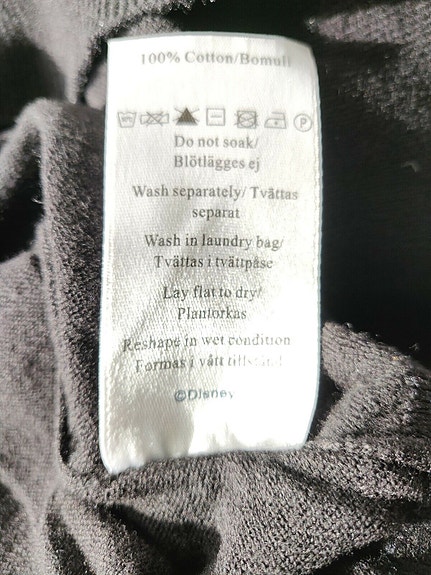 100% Cotton/Bomull
Do not soak/
Blötlägges ej
Wash separately/ Tvättas
separat
Wash in laundry bag/
Tvättas i tvättpåse
Lay flat to dry/
Plantorkas
Reshape in wet condition
Formas i vått tillstånd
©Disney